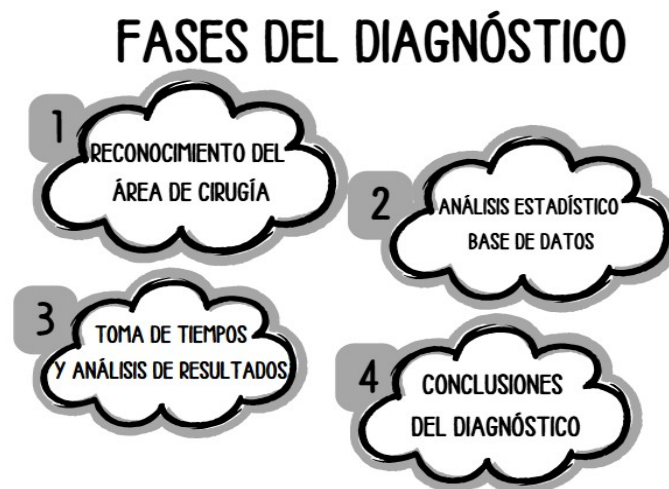 FASES DEL DIAGNÓSTICO
1
RECONOCIMIENTO DEL
ÁREA DE CIRUGÍA
2
ANÁLISIS ESTADÍSTICO
BASE DE DATOS
3
TOMA DE TIEMPOS
Y ANÁLISIS DE RESULTADOS
4
CONCLUSIONES
DEL DIAGNÓSTICO